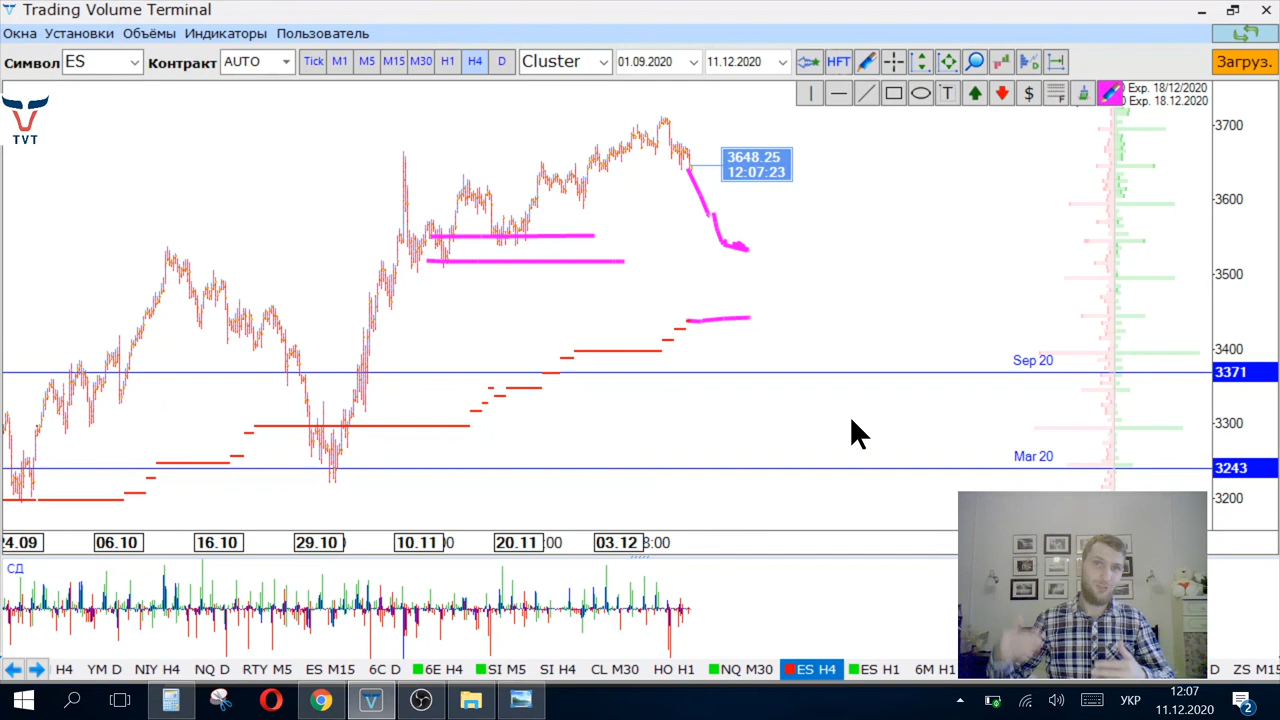 Trading Volume Terminal
Окна Установки Объёмы Индикаторы Пользователь
Символ ES Контракт AUTO Tick M1 M5 M15 M30 H1 H4 D Cluster 01.09.2020 11.12.2020 HFT Загруз.
T $ F
Exp. 18/12/2020
) Exp. 18.12.2020
TVT
3700
3648.25
12:07:23
3600
3500
3400
Sep 20
3371
3300
Mar 20
3243
3200
24.09 06.10 16.10 29.10 10.11 :00 20.11 :00 03.12 8:00
СД
H4 YM D NIY H4 NQ D RTY M5 ES M15 6C D 6E H4 SI M5 SI H4 CL M30 HO H1 NQ M30 ES H4 ES H1 6M H1 D ZS M15
УКР
12:07
11.12.2020
2